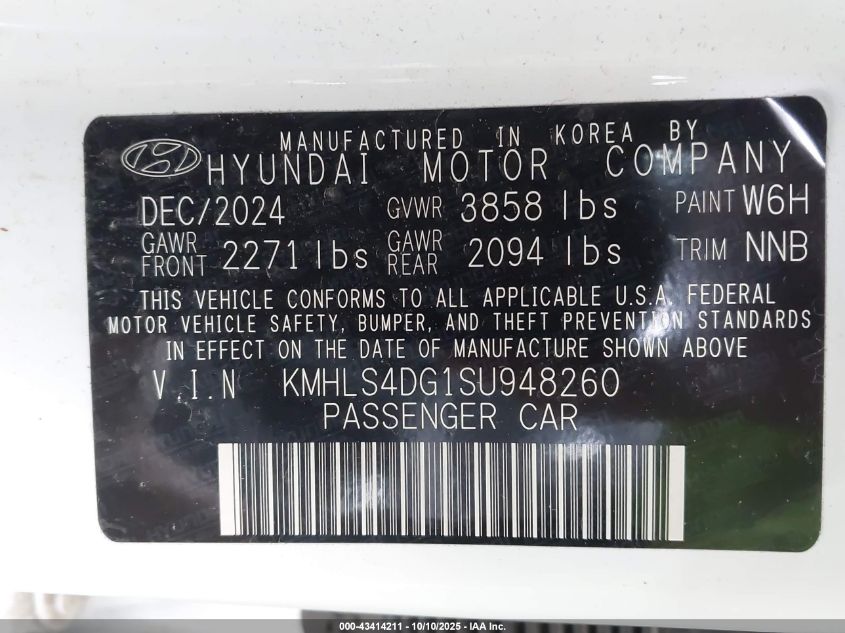 MANUFACTURED IN KOREA BY
HYUNDAI MOTOR COMPANY
DEC/2024 GVWR 3858 lbs PAINT W6H
GAWR FRONT 2271 lbs GAWR REAR 2094 lbs TRIM NNB
THIS VEHICLE CONFORMS TO ALL APPLICABLE U.S.A. FEDERAL
MOTOR VEHICLE SAFETY, BUMPER, AND THEFT PREVENTION STANDARDS
IN EFFECT ON THE DATE OF MANUFACTURE SHOWN ABOVE
V.I.N KMHLS4DG1SU948260
PASSENGER CAR
000-43414211 - 10/10/2025 - IAA Inc.